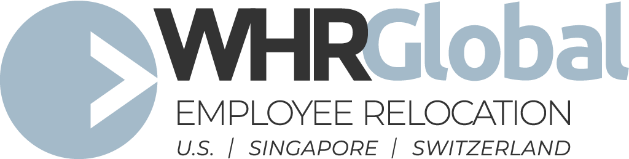 WHRGlobal
EMPLOYEE RELOCATION
U.S. | SINGAPORE | SWITZERLAND